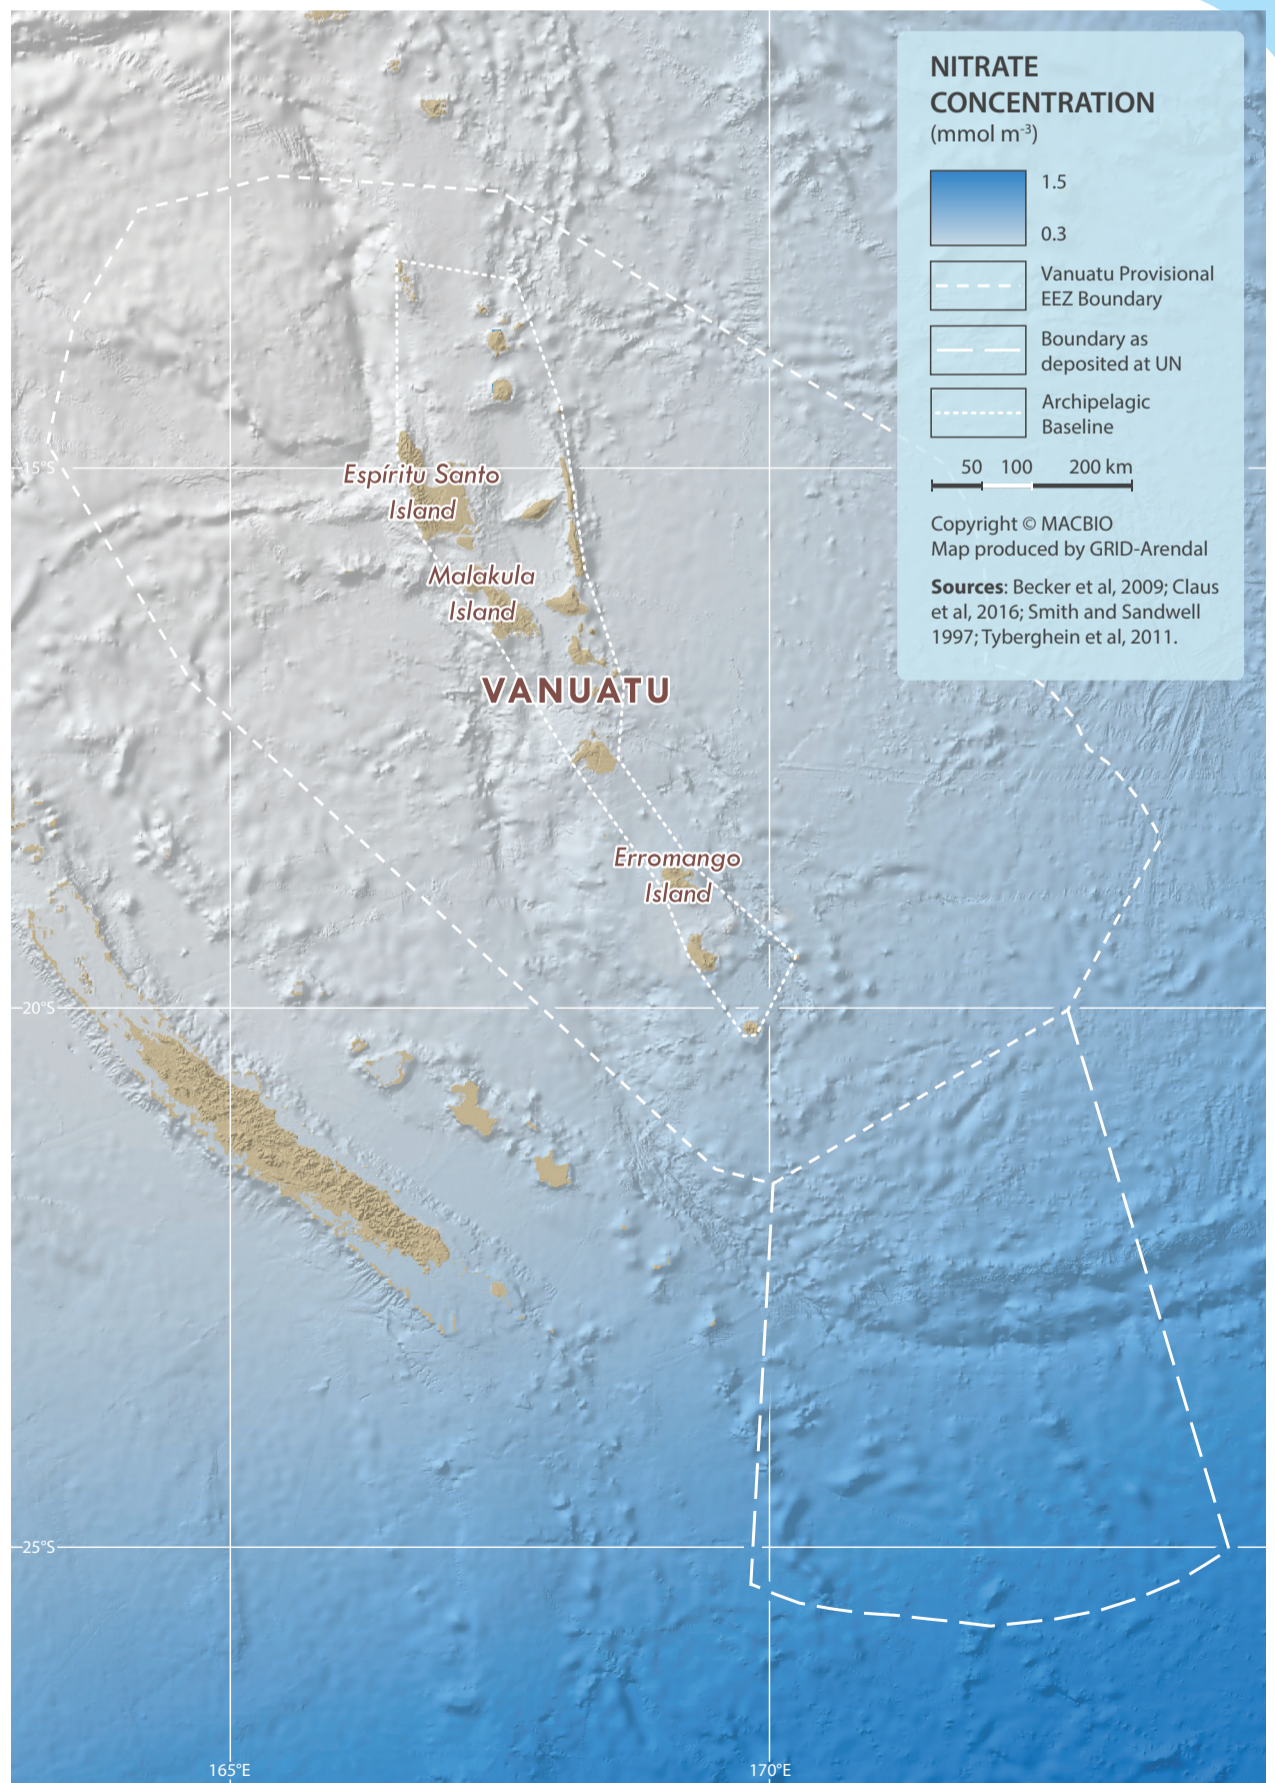 NITRATE
CONCENTRATION
(mmol m-3)
1.5
0.3
Vanuatu Provisional
EEZ Boundary
Boundary as
deposited at UN
Archipelagic
Baseline
50 100 200 km
Copyright © MACBIO
Map produced by GRID-Arendal
Sources: Becker et al, 2009; Claus
et al, 2016; Smith and Sandwell
1997; Tyberghein et al, 2011.
15°S
Espíritu Santo
Island
Malakula
Island
VANUATU
Erromango
Island
20°S
25°S
165°E
170°E